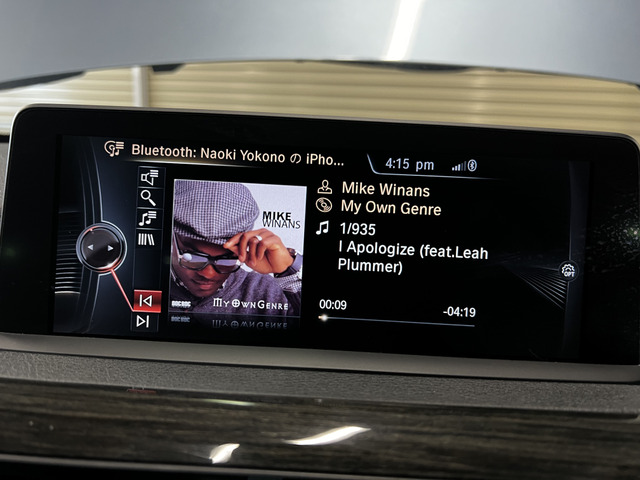 Bluetooth: Naoki Yokono の iPho...
4:15 pm
Mike Winans
My Own Genre
1/935
I Apologize (feat.Leah
Plummer)
00:09
-04:19
MIKE
WINANS
MYOWNGENRE
OPT